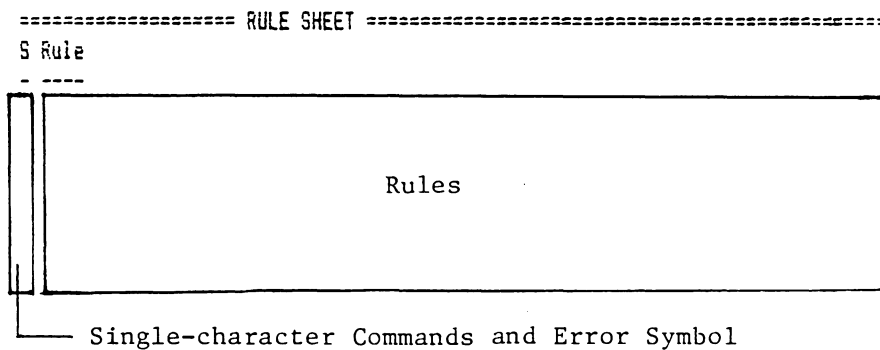 ==================== RULE SHEET ================================================
S Rule
- ----
Rules
Single-character Commands and Error Symbol